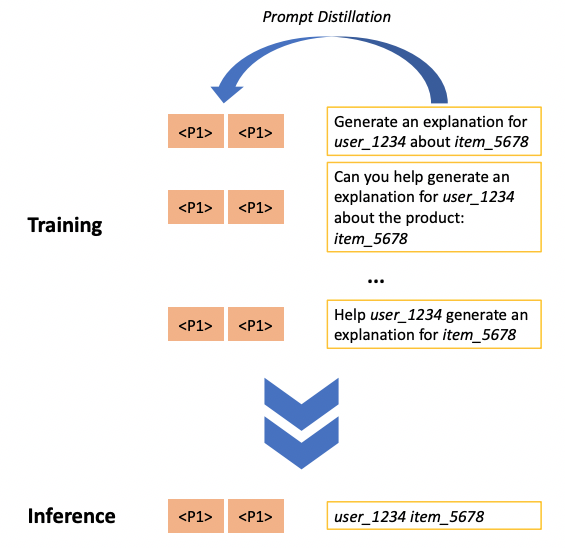 Prompt Distillation
<P1> <P1>
Generate an explanation for
user_1234 about item_5678
Training
<P1> <P1>
Can you help generate an
explanation for user_1234
about the product:
item_5678
...
<P1> <P1>
Help user_1234 generate an
explanation for item_5678
Inference
<P1> <P1>
user_1234 item_5678